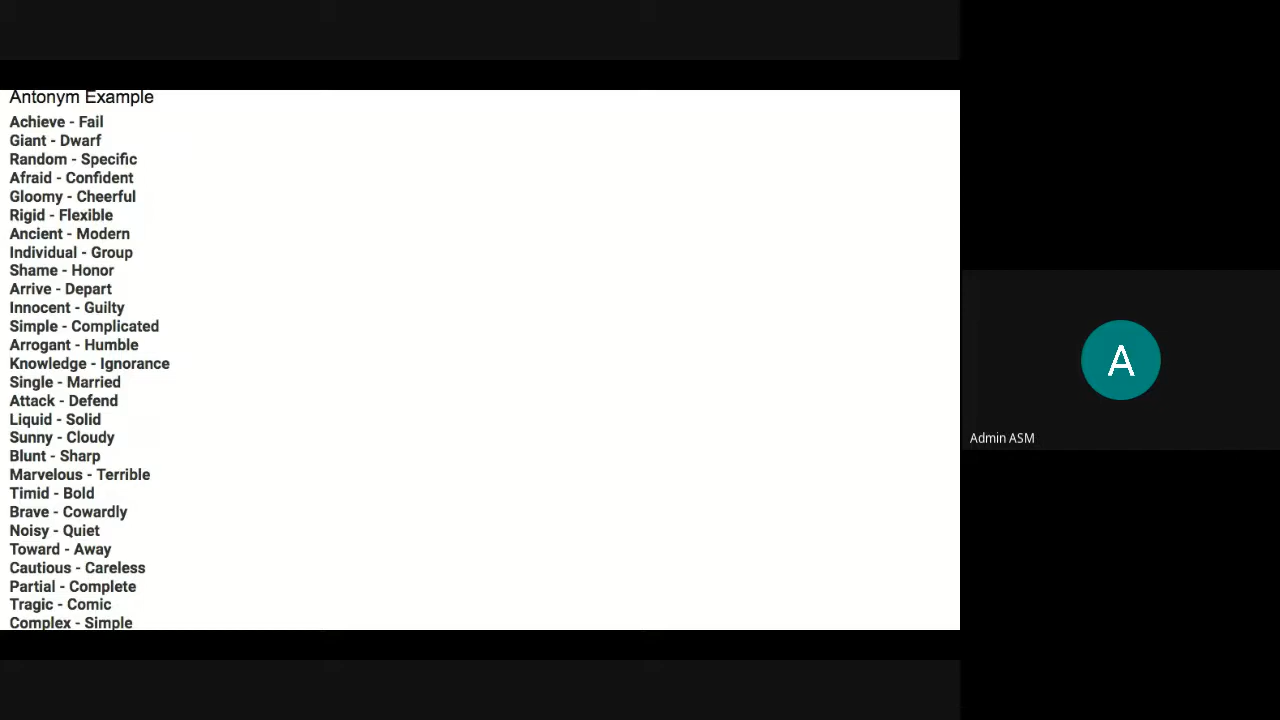 Antonym Example
Achieve - Fail
Giant - Dwarf
Random - Specific
Afraid - Confident
Gloomy - Cheerful
Rigid - Flexible
Ancient - Modern
Individual - Group
Shame - Honor
Arrive - Depart
Innocent - Guilty
Simple - Complicated
Arrogant - Humble
Knowledge - Ignorance
Single - Married
Attack - Defend
Liquid - Solid
Sunny - Cloudy
Blunt - Sharp
Marvelous - Terrible
Timid - Bold
Brave - Cowardly
Noisy - Quiet
Toward - Away
Cautious - Careless
Partial - Complete
Tragic - Comic
Complex - Simple
A
Admin ASM